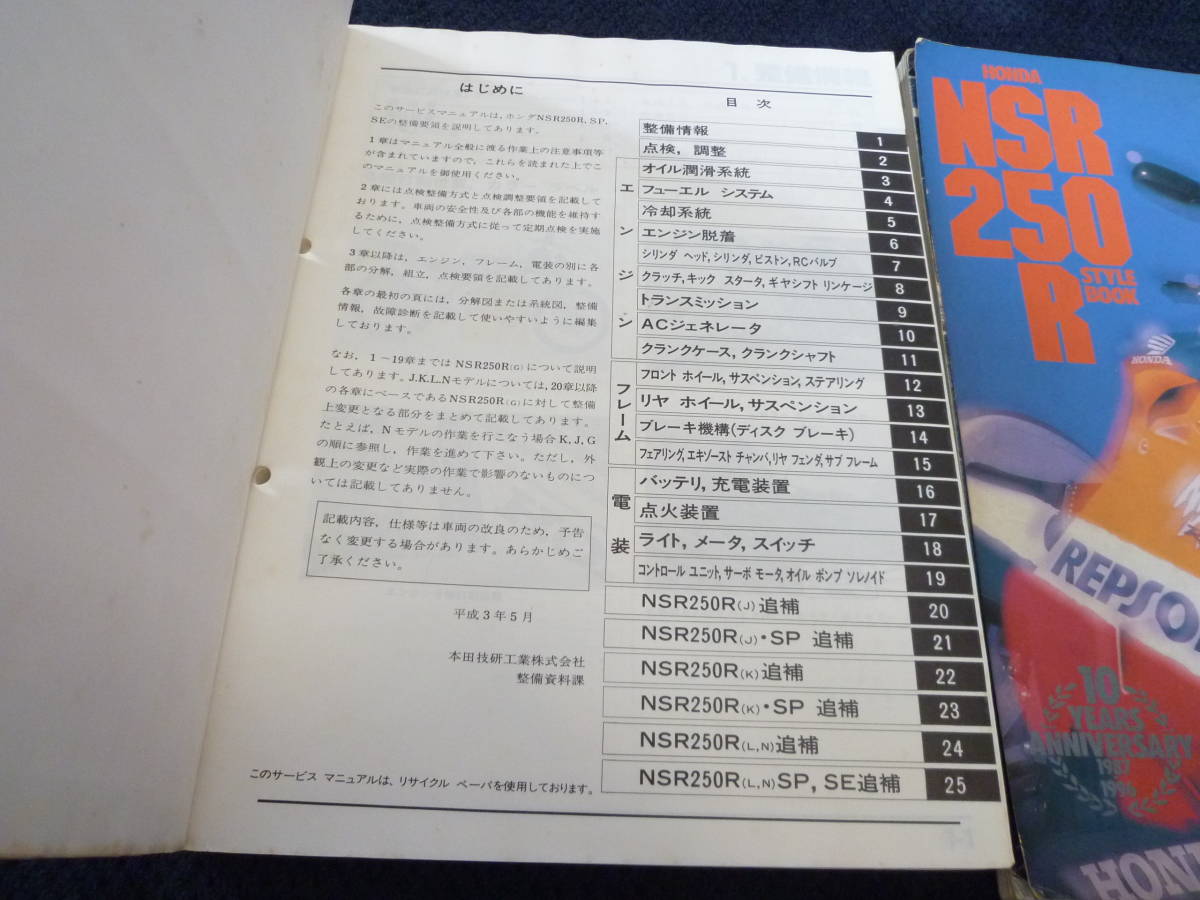 はじめに
このサービスマニュアルは，ホンダNSR250R, SP,
SEの整備要領を説明してあります。
1章はマニュアル全般に渡る作業上の注意事項等
が含まれていますので，これらを読まれた上でこ
のマニュアルを御使用ください。
2章には点検整備方式と点検調整要領を記載して
おります。車両の安全性及び各部の機能を維持す
るために，点検整備方式に従って定期点検を実施
してください。
3章以降は，エンジン，フレーム，電装の別に各
部の分解，組立，点検要領を記載してあります。
各章の最初の頁には，分解図または系統図，整備
情報，故障診断を記載して使いやすいように編集
しております。
なお，1～19章まではNSR250R(G)について説明
してあります。J.K.L.Nモデルについては，20章以降
の各章にベースであるNSR250R(G)に対して整備
上変更となる部分をまとめて記載してあります。
たとえば，Nモデルの作業を行こなう場合K, J, G
の順に参照し，作業を進めて下さい。ただし，外
観上の変更など実際の作業で影響のないものにつ
いては記載してありません。
記載内容，仕様等は車両の改良のため，予告
なく変更する場合があります。あらかじめご
了承ください。
平成3年5月
本田技研工業株式会社
整備資料課
このサービス マニュアルは、リサイクル ペーパを使用しております。
目 次
整備情報 1
点検，調整 2
エンジン
オイル潤滑系統 3
フューエル システム 4
冷却系統 5
エンジン脱着 6
シリンダ ヘッド, シリンダ, ピストン, RCバルブ 7
クラッチ, キック スタータ, ギヤシフト リンケージ 8
トランスミッション 9
ACジェネレータ 10
クランクケース, クランクシャフト 11
フレーム
フロント ホイール, サスペンション, ステアリング 12
リヤ ホイール, サスペンション 13
ブレーキ機構(ディスク ブレーキ) 14
フェアリング, エキゾースト チャンバ, リヤ フェンダ, サブ フレーム 15
電装
バッテリ, 充電装置 16
点火装置 17
ライト, メータ, スイッチ 18
コントロール ユニット, サーボ モータ, オイル ポンプ ソレノイド 19
NSR250R(J)追補 20
NSR250R(J)・SP 追補 21
NSR250R(K)追補 22
NSR250R(K)・SP 追補 23
NSR250R(L,N)追補 24
NSR250R(L,N)SP, SE追補 25
HONDA
NSR
250
R
STYLE
BOOK
HONDA
REPSO
10
YEARS
ANNIVERSARY
1987
1996
HON